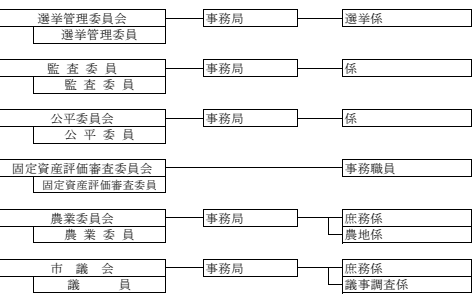 選挙管理委員会 事務局 選挙係
選挙管理委員
監査委員 事務局 係
監査委員
公平委員会 事務局 係
公平委員
固定資産評価審査委員会 事務職員
固定資産評価審査委員
農業委員会 事務局 庶務係
農業委員 農地係
市議会 事務局 庶務係
議員 議事調査係